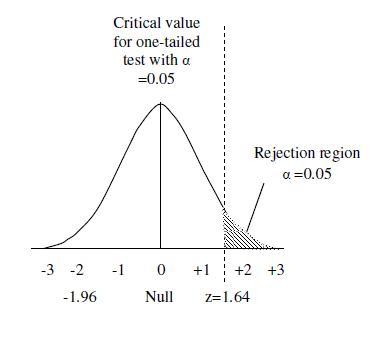 Critical value
for one-tailed
test with α
=0.05
Rejection region
α =0.05
-3 -2 -1 0 +1 +2 +3
-1.96 Null z=1.64